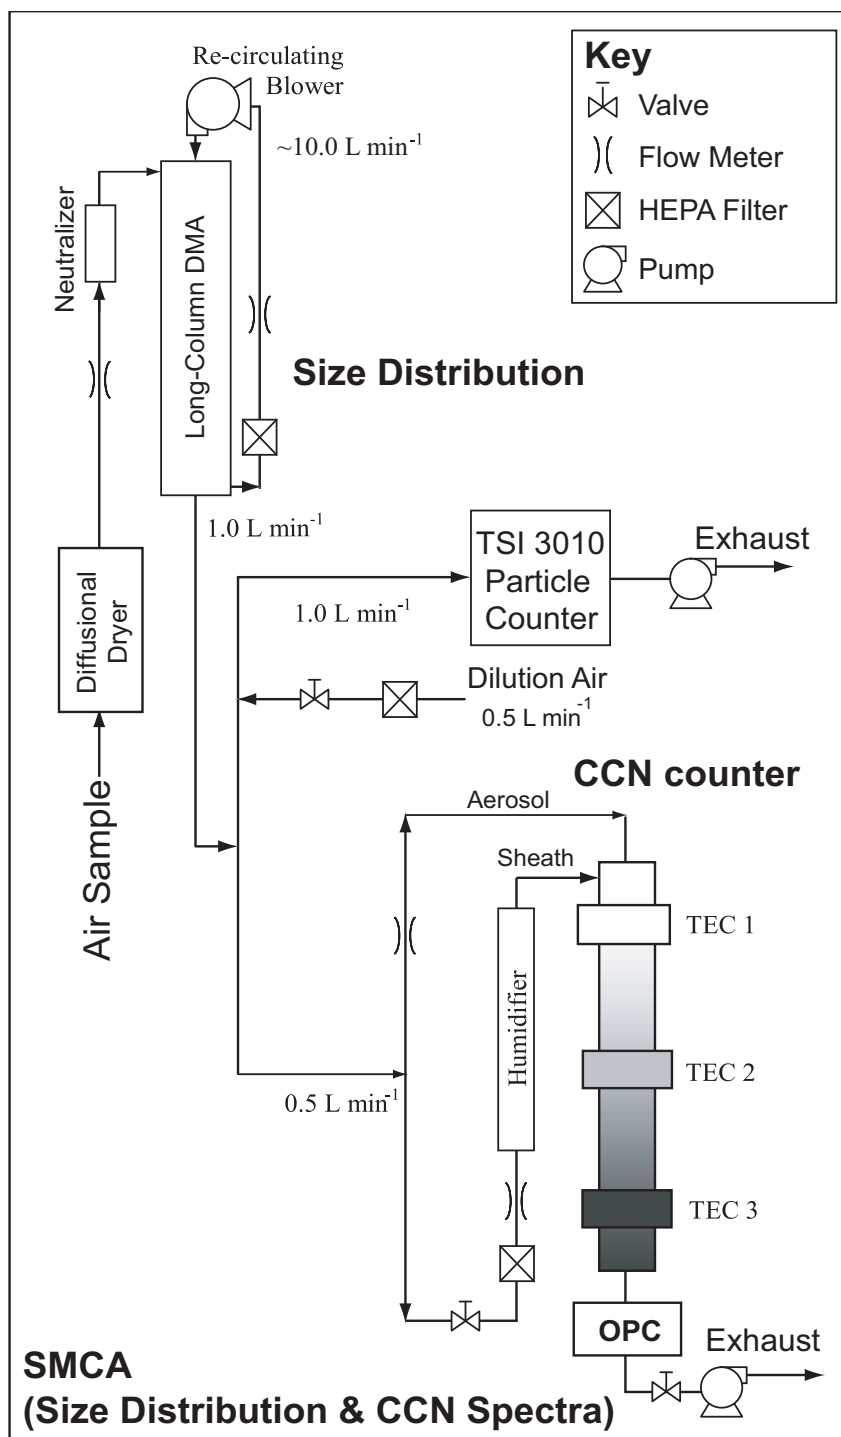 Re-circulating
Blower
~10.0 L min-1
Key
Valve
Flow Meter
HEPA Filter
Pump
Neutralizer
Long-Column DMA
Size Distribution
1.0 L min-1
TSI 3010
Particle
Counter
Exhaust
1.0 L min-1
Diffusional
Dryer
Dilution Air
0.5 L min-1
Air Sample
CCN counter
Aerosol
Sheath
TEC 1
Humidifier
TEC 2
0.5 L min-1
TEC 3
OPC
Exhaust
SMCA
(Size Distribution & CCN Spectra)